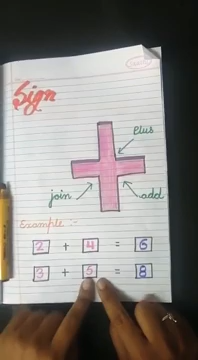 Sign
plus
join
add
Example :-
2 + 4 = 6
3 + 5 = 8